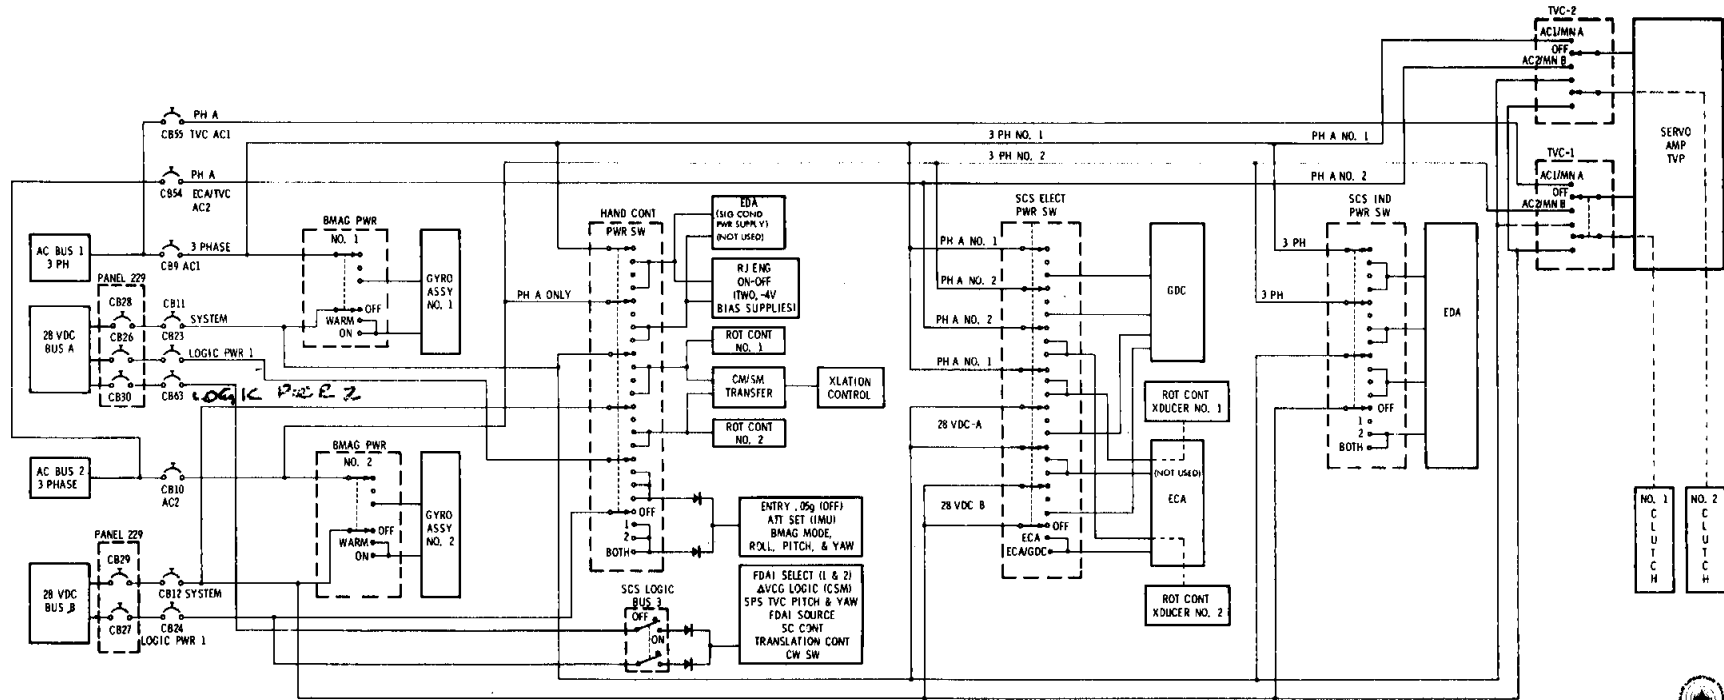 TVC-2
AC1/MN A
OFF
AC2/MN B
SERVO
AMP
TVP
PH A
CB55 TVC AC1
3 PH NO. 1
PH A NO. 1
3 PH NO. 2
TVC-1
PH A
CB54 ECA/TVC
AC2
PH A NO. 2
AC1/MN A
OFF
AC2/MN B
BMAG PWR
NO. 1
HAND CONT
PWR SW
EDA
(SIG COND
PWR SUPPLY)
(NOT USED)
SCS ELECT
PWR SW
SCS IND
PWR SW
AC BUS 1
3 PH
3 PHASE
CB9 AC1
GYRO
ASSY
NO. 1
OFF
WARM
ON
RJ ENG
ON-OFF
(TWO, -4V
BIAS SUPPLIES)
PH A NO. 1
PH A NO. 2
PH A NO. 2
PH A NO. 1
GDC
3 PH
3 PH
EDA
PANEL 229
CB28
CB11
SYSTEM
PH A ONLY
28 VDC
BUS A
CB26
CB23
LOGIC PWR 1
CB30
CB63
LOGIC PWR 2
ROT CONT
NO. 1
CM/SM
TRANSFER
XLATION
CONTROL
ROT CONT
NO. 2
ROT CONT
XDUCER NO. 1
28 VDC-A
OFF
1
2
BOTH
BMAG PWR
NO. 2
AC BUS 2
3 PHASE
CB10
AC2
GYRO
ASSY
NO. 2
OFF
WARM
ON
(NOT USED)
ECA
28 VDC B
OFF
ECA
ECA/GDC
OFF
1
2
BOTH
ENTRY .05g (OFF)
ATT SET (IMU)
BMAG MODE,
ROLL, PITCH, & YAW
NO. 1
CLUTCH
NO. 2
CLUTCH
PANEL 229
CB29
28 VDC
BUS B
CB12 SYSTEM
CB27
CB24
LOGIC PWR 1
SCS LOGIC
BUS 3
OFF
ON
FDAI SELECT (1 & 2)
ΔVCG LOGIC (CSM)
SPS TVC PITCH & YAW
FDAI SOURCE
SC CONT
TRANSLATION CONT
CW SW
ROT CONT
XDUCER NO. 2